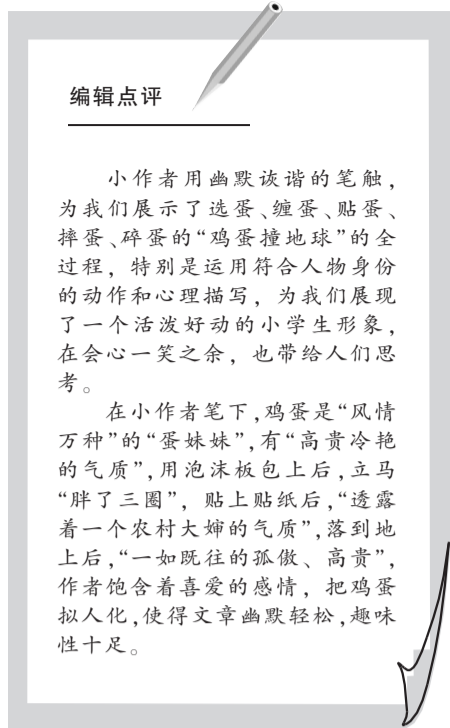 编辑点评
小作者用幽默诙谐的笔触，
为我们展示了选蛋、缠蛋、贴蛋、
摔蛋、碎蛋的“鸡蛋撞地球”的全
过程，特别是运用符合人物身份
的动作和心理描写，为我们展现
了一个活泼好动的小学生形象，
在会心一笑之余，也带给人们思
考。
在小作者笔下，鸡蛋是“风情
万种”的“蛋妹妹”，有“高贵冷艳
的气质”，用泡沫板包上后，立马
“胖了三圈”，贴上贴纸后，“透露
着一个农村大婶的气质”，落到地
上后，“一如既往的孤傲、高贵”，
作者饱含着喜爱的感情，把鸡蛋
拟人化，使得文章幽默轻松，趣味
性十足。